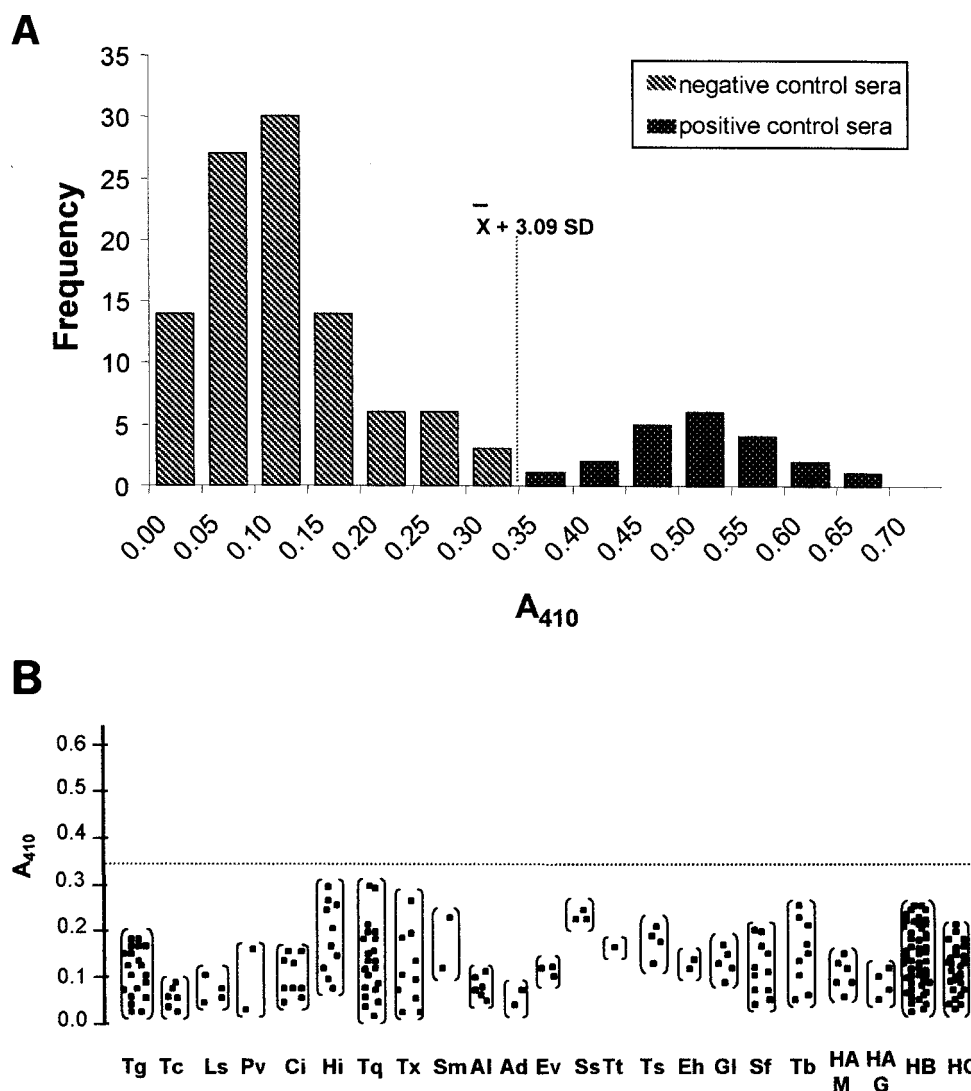 A
35
30
25
20
15
10
5
0
Frequency
negative control sera
positive control sera
X + 3.09 SD
0.00 0.05 0.10 0.15 0.20 0.25 0.30 0.35 0.40 0.45 0.50 0.55 0.60 0.65 0.70
A410
B
0.6
0.5
0.4
0.3
0.2
0.1
0.0
A410
Tg Tc Ls Pv Ci Hi Tq Tx Sm Al Ad Ev Ss Tt Ts Eh Gl Sf Tb HA M HA G HB